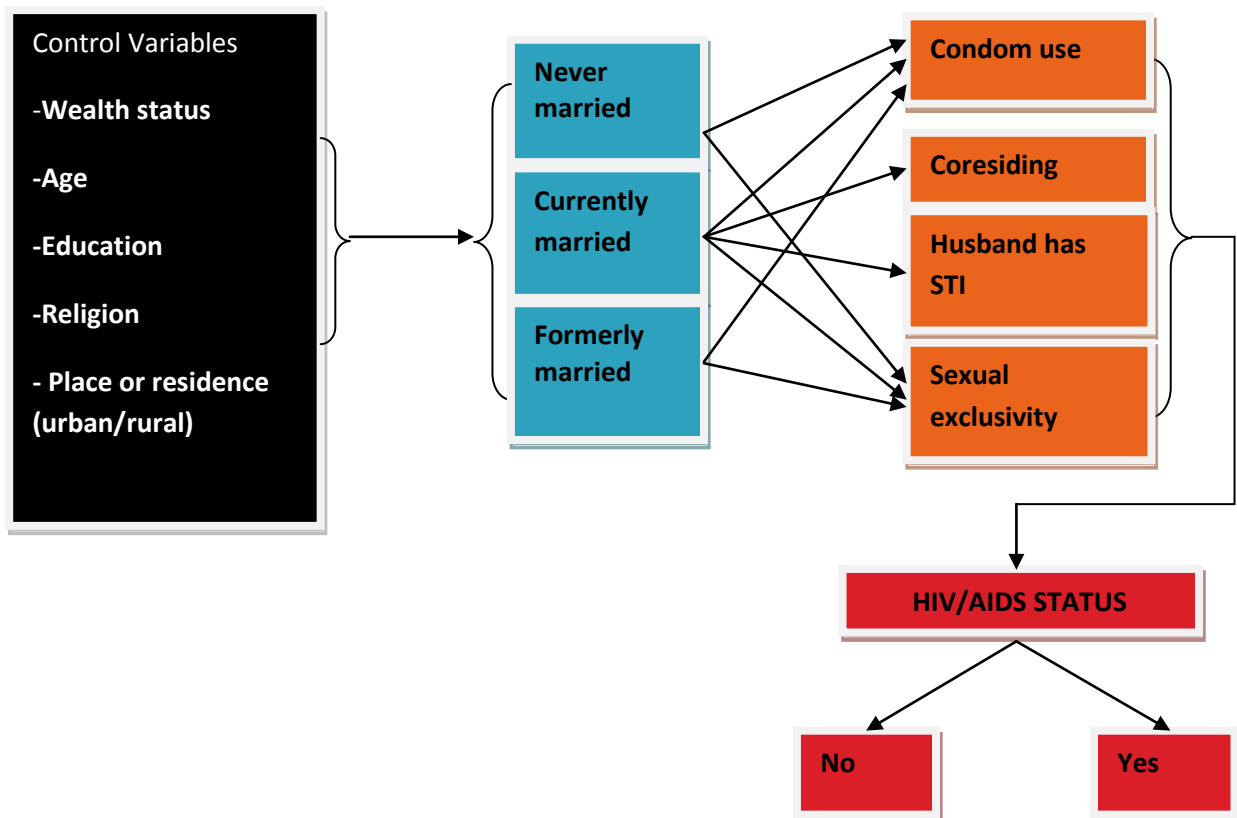 Control Variables
-Wealth status
-Age
-Education
-Religion
- Place or residence
(urban/rural)
Never
married
Currently
married
Formerly
married
Condom use
Coresiding
Husband has
STI
Sexual
exclusivity
HIV/AIDS STATUS
No
Yes